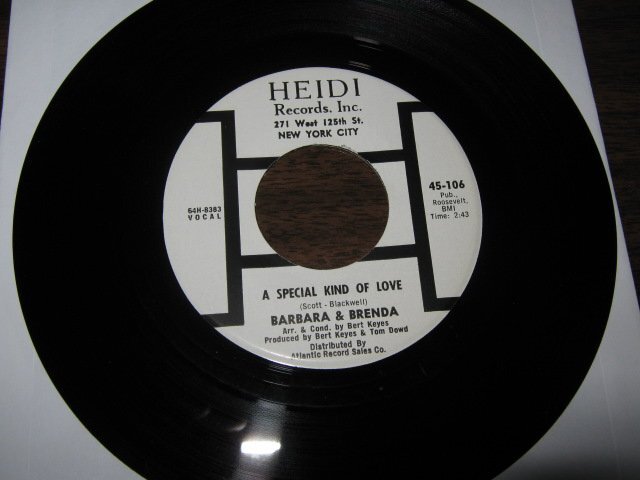 HEIDI
Records, Inc.
271 West 125th St.
NEW YORK CITY
45-106
Pub.,
Roosevelt,
BMI
Time: 2:43
64H-8383
VOCAL
A SPECIAL KIND OF LOVE
(Scott - Blackwell)
BARBARA & BRENDA
Arr. & Cond. by Bert Keyes
Produced by Bert Keyes & Tom Dowd
Distributed By
Atlantic Record Sales Co.